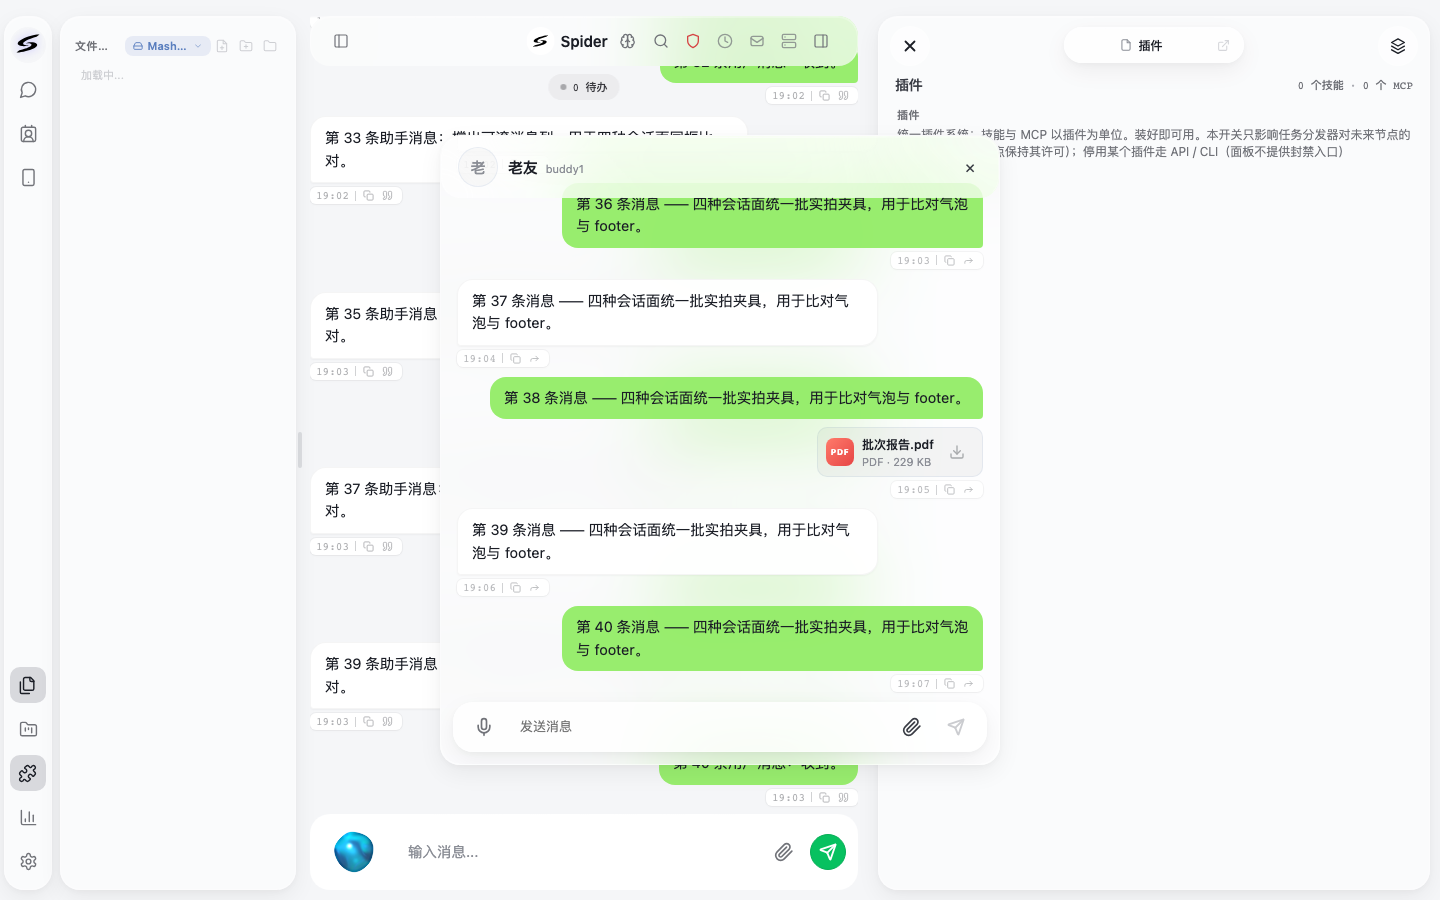 文件...
Mash...
加载中...
Spider
0 待办
19:02
第 33 条助手消息:
对。
19:02
第 35 条助手消息
对。
19:03
第 37 条助手消息:
对。
19:03
第 39 条助手消息
对。
19:03
19:03
输入消息...
老
老友
buddy1
第 36 条消息 —— 四种会话面统一批实拍夹具，用于比对气泡
与 footer。
19:03
第 37 条消息 —— 四种会话面统一批实拍夹具，用于比对气
泡与 footer。
19:04
第 38 条消息 —— 四种会话面统一批实拍夹具，用于比对气泡与 footer。
PDF
批次报告.pdf
PDF · 229 KB
19:05
第 39 条消息 —— 四种会话面统一批实拍夹具，用于比对气
泡与 footer。
19:06
第 40 条消息 —— 四种会话面统一批实拍夹具，用于比对气泡
与 footer。
19:07
发送消息
插件
插件
0 个技能 · 0 个 MCP
插件
统一插件系统：技能与 MCP 以插件为单位。装好即可用。本开关只影响任务分发器对未来节点的
点保持其许可）；停用某个插件走 API / CLI（面板不提供封禁入口）